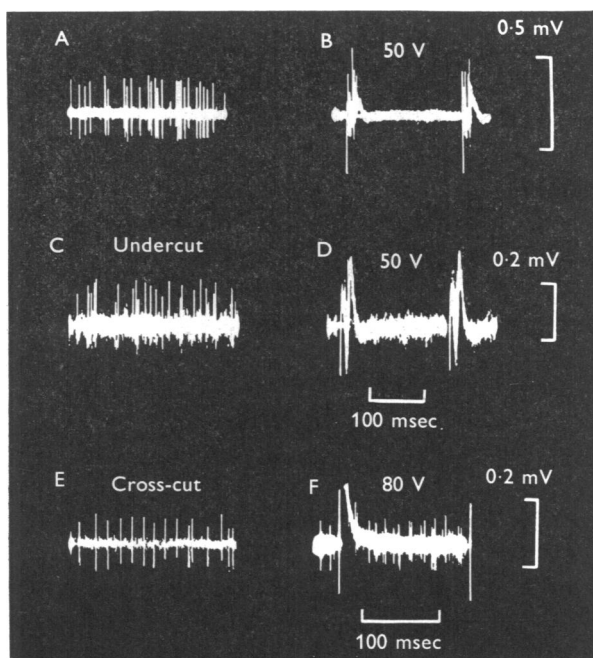 A
B
50 V
0·5 mV
C
Undercut
D
50 V
0·2 mV
100 msec
E
Cross-cut
F
80 V
0·2 mV
100 msec